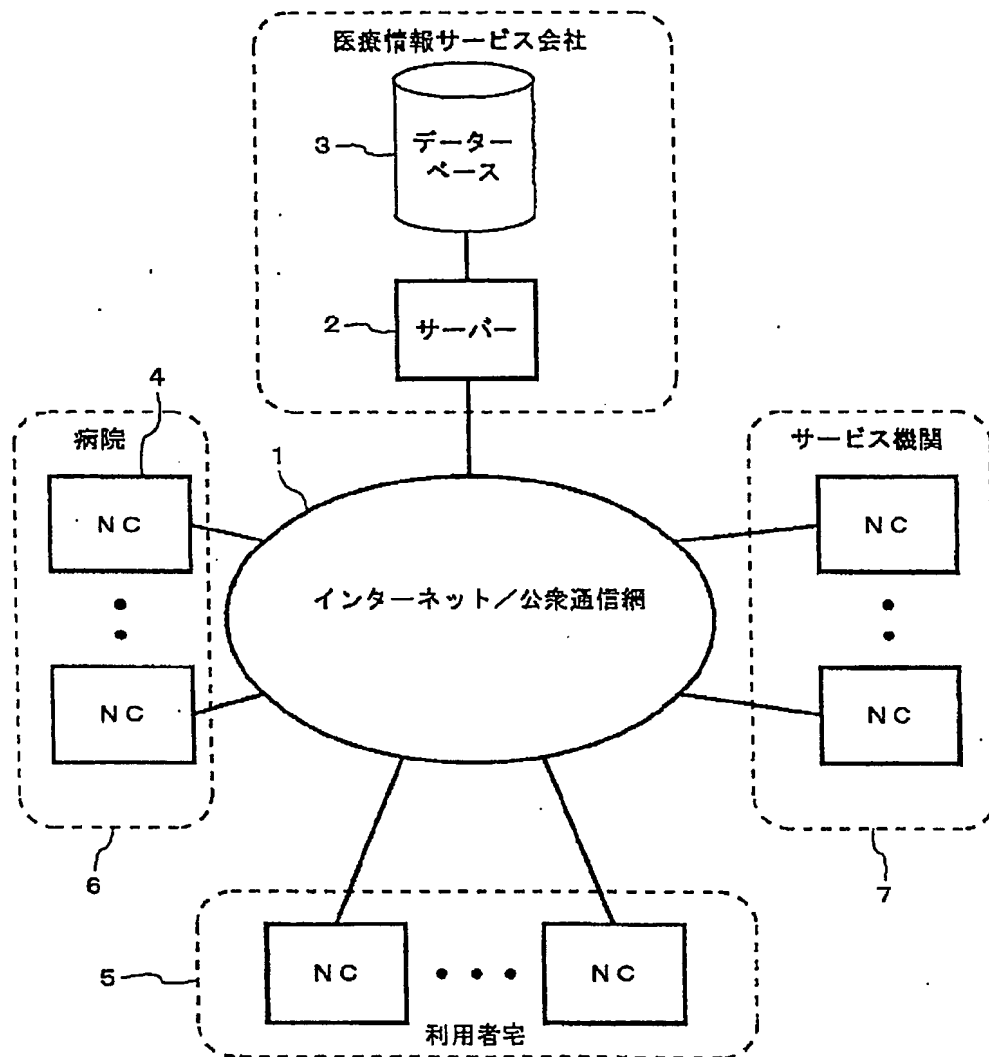 医療情報サービス会社
3
データー
ベース
2
サーバー
4
病院
NC
NC
6
1
インターネット／公衆通信網
サービス機関
NC
NC
7
5
NC
NC
利用者宅